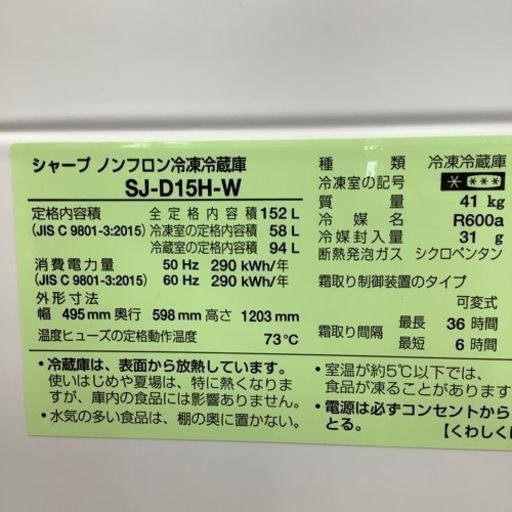 シャープ ノンフロン冷凍冷蔵庫
SJ-D15H-W
定格内容積 全定格内容積 152 L
(JIS C 9801-3:2015) 冷凍室の定格内容積 58 L
冷蔵室の定格内容積 94 L
消費電力量 50 Hz 290 kWh/年
(JIS C 9801-3:2015) 60 Hz 290 kWh/年
外形寸法
幅 495 mm 奥行 598 mm 高さ 1203 mm
温度ヒューズの定格動作温度 73℃
種類 冷凍冷蔵庫
冷凍室の記号 * ***
質量 41 kg
冷媒名 R600a
冷媒封入量 31 g
断熱発泡ガス シクロペンタン
霜取り制御装置のタイプ
可変式
霜取り間隔 最長 36 時間
最短 6 時間
• 冷蔵庫は、表面から放熱しています。
使いはじめや夏場は、特に熱くなりま
すが、庫内の食品には影響ありません。
• 水気の多い食品は、棚の奥に置かない。
• 室温が約5℃以下では、
食品が凍ることがあります
• 電源は必ずコンセントから
とる。
【くわしくは